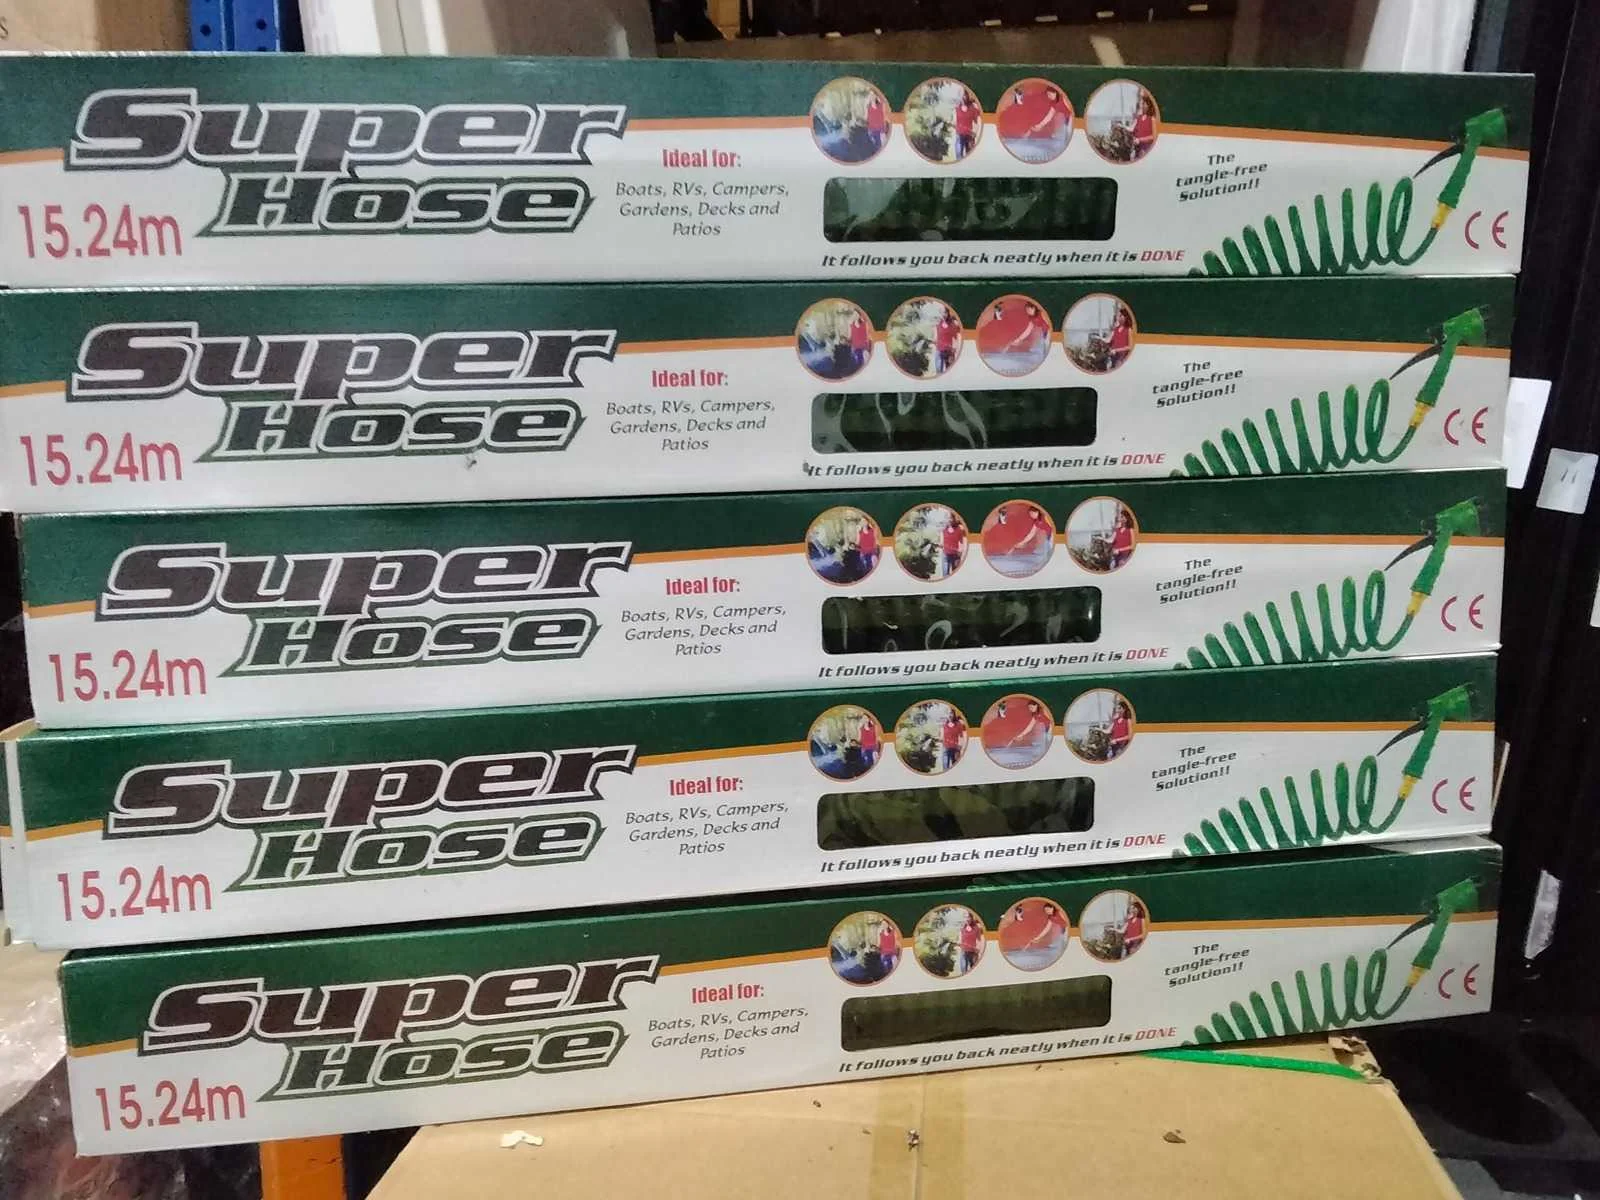 S
Super
Hose
15.24m
Ideal for:
Boats, RVs, Campers,
Gardens, Decks and
Patios
It follows you back neatly when it is DONE
The
tangle-free
Solution!!
CE
Super
Hose
15.24m
Ideal for:
Boats, RVs, Campers,
Gardens, Decks and
Patios
It follows you back neatly when it is DONE
The
tangle-free
Solution!!
CE
Super
Hose
15.24m
Ideal for:
Boats, RVs, Campers,
Gardens, Decks and
Patios
It follows you back neatly when it is DONE
The
tangle-free
Solution!!
CE
Super
Hose
15.24m
Ideal for:
Boats, RVs, Campers,
Gardens, Decks and
Patios
It follows you back neatly when it is DONE
The
tangle-free
Solution!!
CE
Super
Hose
15.24m
Ideal for:
Boats, RVs, Campers,
Gardens, Decks and
Patios
It follows you back neatly when it is DONE
The
tangle-free
Solution!!
CE